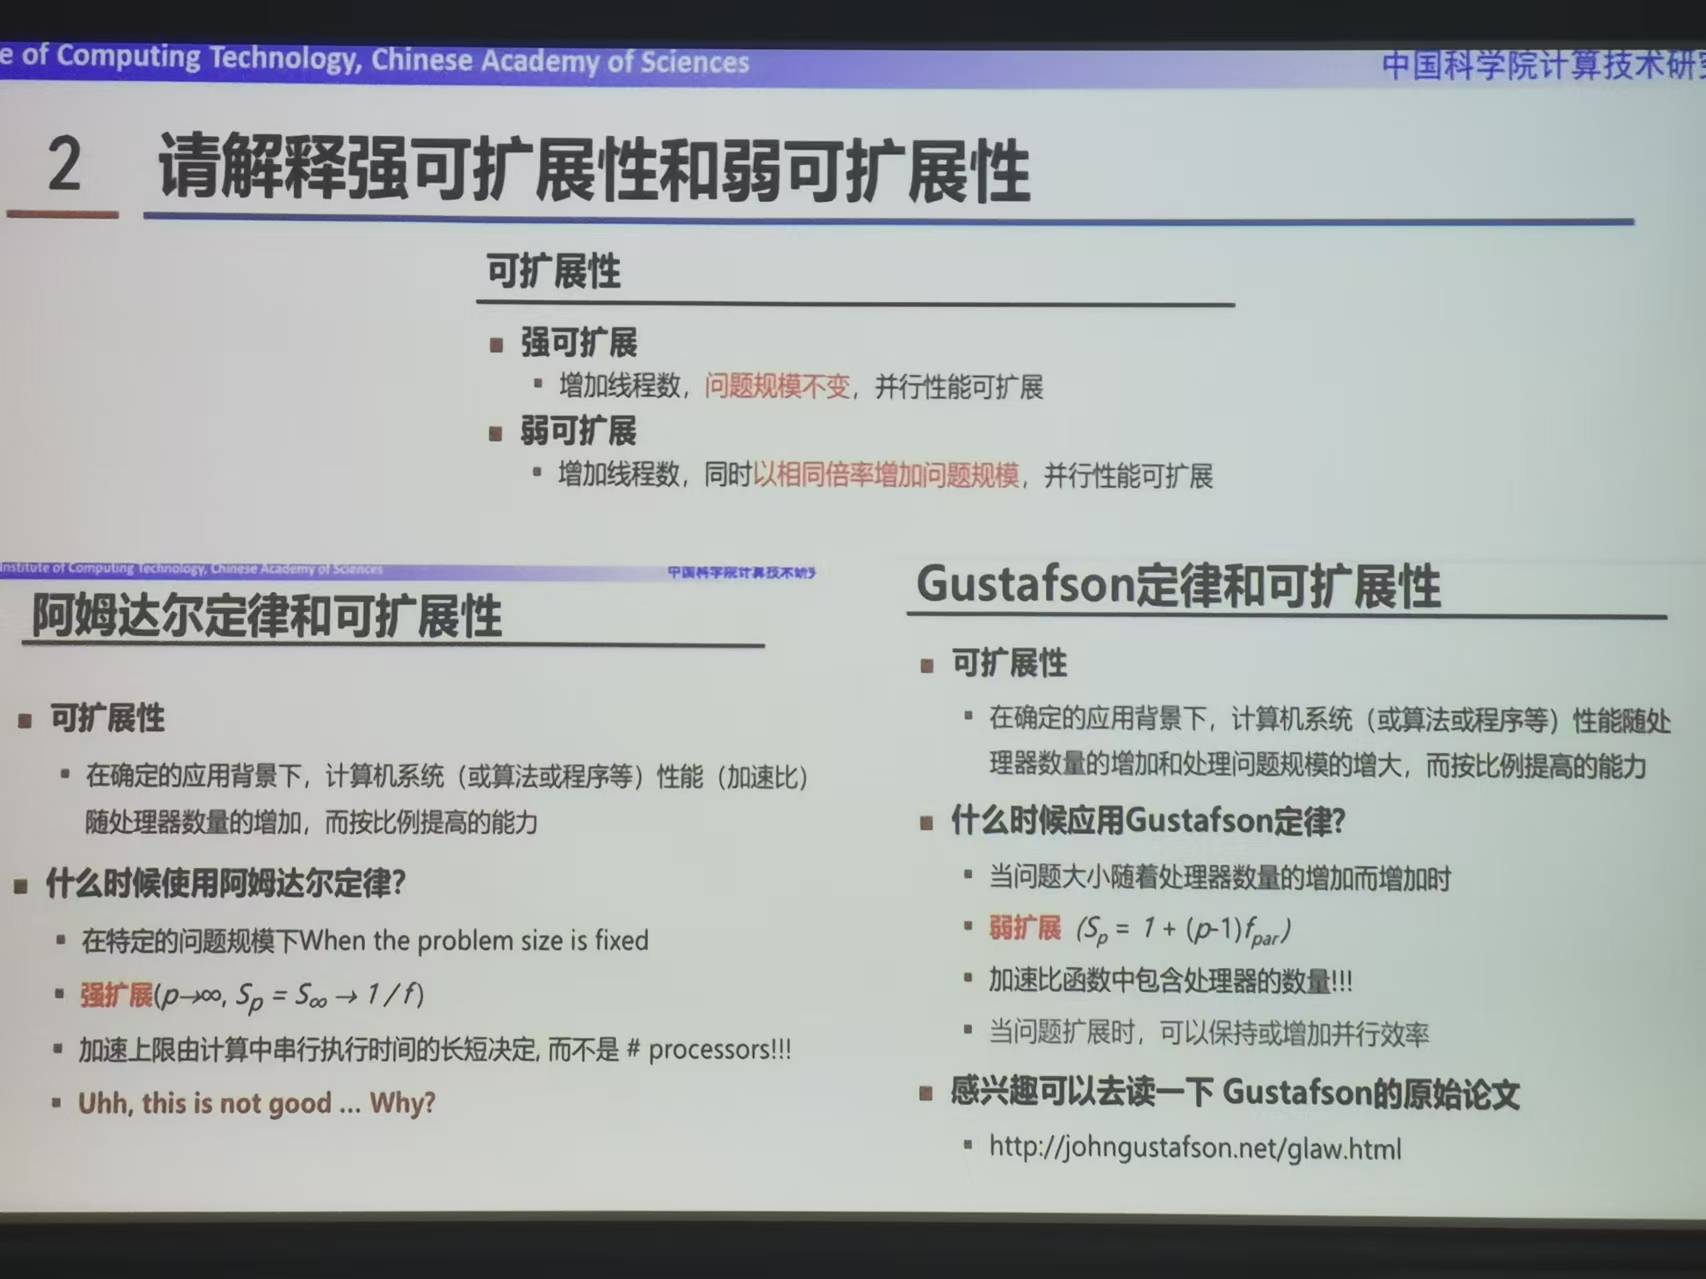 e of Computing Technology, Chinese Academy of Sciences
中国科学院计算技术研究
2 请解释强可扩展性和弱可扩展性
可扩展性
强可扩展
增加线程数，问题规模不变，并行性能可扩展
弱可扩展
增加线程数，同时以相同倍率增加问题规模，并行性能可扩展
Institute of Computing Technology, Chinese Academy of Sciences
中国科学院计算技术研究
阿姆达尔定律和可扩展性
可扩展性
在确定的应用背景下，计算机系统（或算法或程序等）性能（加速比）
随处理器数量的增加，而按比例提高的能力
什么时候使用阿姆达尔定律?
在特定的问题规模下When the problem size is fixed
强扩展(p→∞, Sp = S∞ → 1 / f)
加速上限由计算中串行执行时间的长短决定, 而不是 # processors!!!
Uhh, this is not good ... Why?
Gustafson定律和可扩展性
可扩展性
在确定的应用背景下，计算机系统（或算法或程序等）性能随处
理器数量的增加和处理问题规模的增大，而按比例提高的能力
什么时候应用Gustafson定律?
当问题大小随着处理器数量的增加而增加时
弱扩展 (Sp = 1 + (p-1)fpar)
加速比函数中包含处理器的数量!!!
当问题扩展时，可以保持或增加并行效率
感兴趣可以去读一下 Gustafson的原始论文
http://johngustafson.net/glaw.html